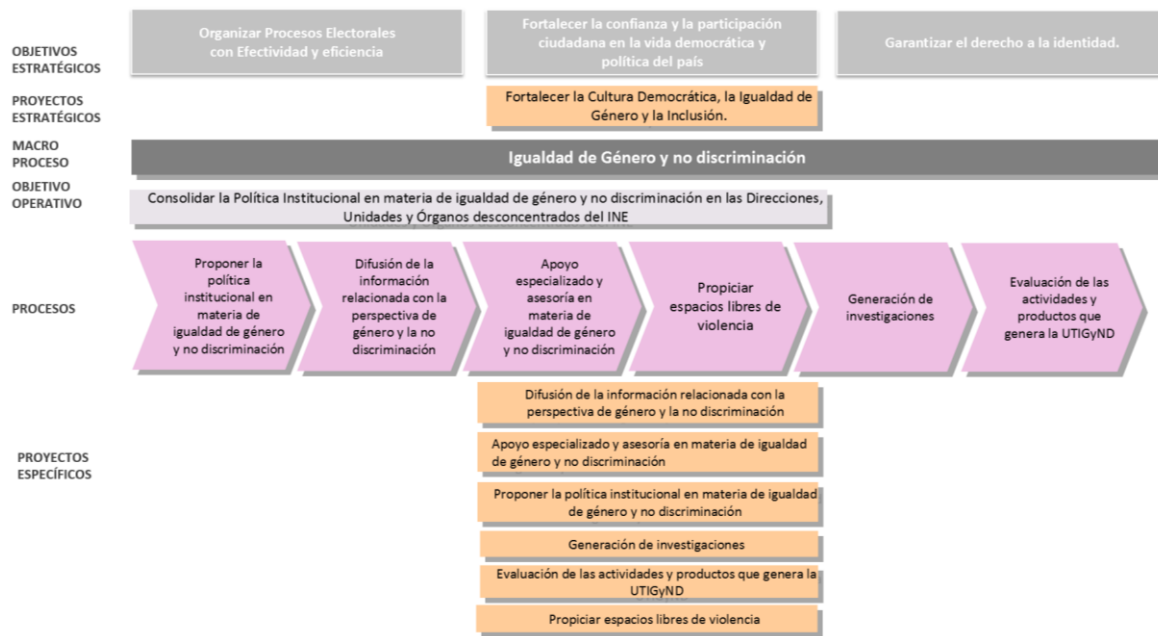 OBJETIVOS
ESTRATÉGICOS
Organizar Procesos Electorales
con Efectividad y eficiencia
Fortalecer la confianza y la participación
ciudadana en la vida democrática y
política del país
Garantizar el derecho a la identidad.
PROYECTOS
ESTRATÉGICOS
Fortalecer la Cultura Democrática, la Igualdad de
Género y la Inclusión.
MACRO
PROCESO
Igualdad de Género y no discriminación
OBJETIVO
OPERATIVO
Consolidar la Política Institucional en materia de igualdad de género y no discriminación en las Direcciones,
Unidades y Órganos desconcentrados del INE
PROCESOS
Proponer la
política
institucional en
materia de
igualdad de género
y no discriminación
Difusión de la
información
relacionada con la
perspectiva de
género y la no
discriminación
Apoyo
especializado y
asesoría en
materia de
igualdad de género
y no discriminación
Propiciar
espacios libres de
violencia
Generación de
investigaciones
Evaluación de las
actividades y
productos que
genera la UTIGyND
PROYECTOS
ESPECÍFICOS
Difusión de la información relacionada con la
perspectiva de género y la no discriminación
Apoyo especializado y asesoría en materia de igualdad
de género y no discriminación
Proponer la política institucional en materia de igualdad
de género y no discriminación
Generación de investigaciones
Evaluación de las actividades y productos que genera la
UTIGyND
Propiciar espacios libres de violencia